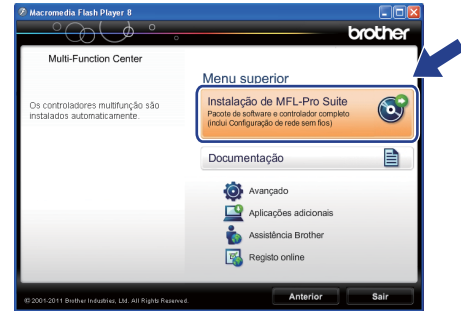 Macromedia Flash Player 8
brother
Multi-Function Center
Os controladores multifunção são
instalados automaticamente.
Menu superior
Instalação de MFL-Pro Suite
Pacote de software e controlador completo
(inclui Configuração de rede sem fios)
Documentação
Avançado
Aplicações adicionais
Assistência Brother
Registo online
© 2001-2011 Brother Industries, Ltd. All Rights Reserved.
Anterior
Sair